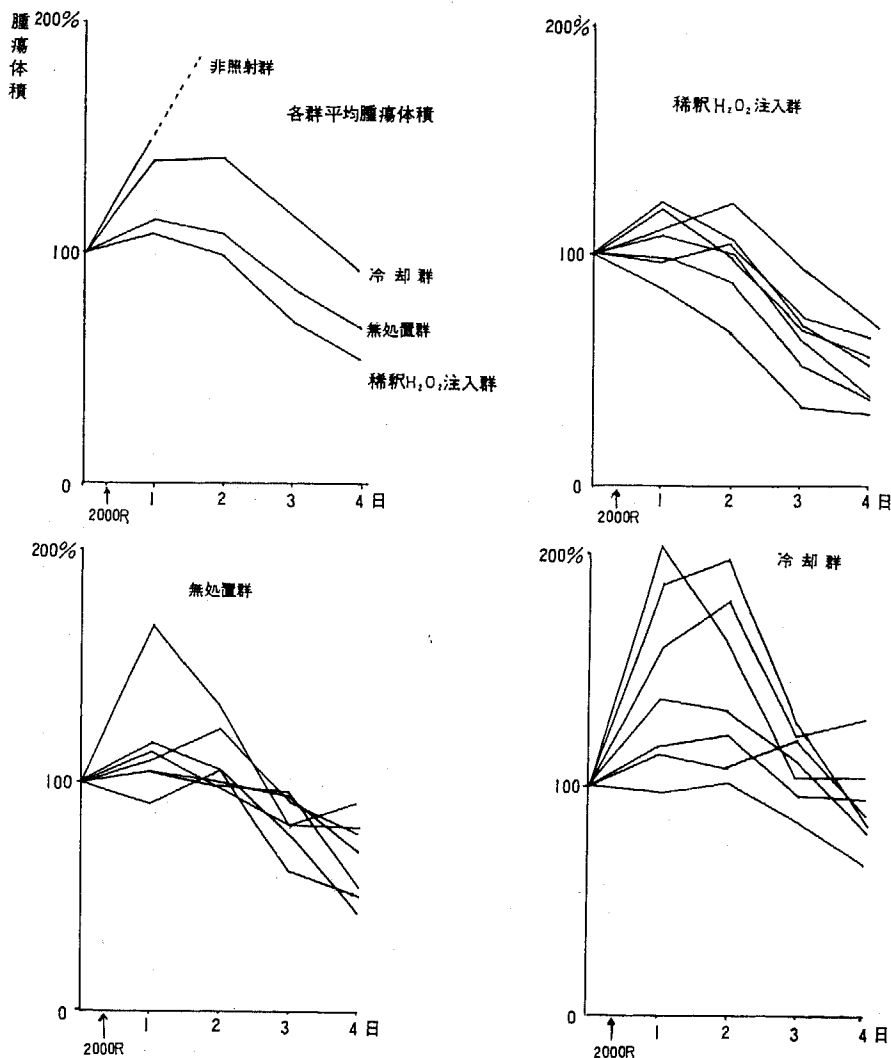 腫瘍体積
200%
100
0
非照射群
各群平均腫瘍体積
冷却群
無処置群
稀釈H₂O₂注入群
1 2 3 4 日
↑
2000R
200%
100
0
稀釈H₂O₂注入群
1 2 3 4 日
↑
2000R
200%
100
0
無処置群
1 2 3 4 日
↑
2000R
200%
100
0
冷却群
1 2 3 4 日
↑
2000R